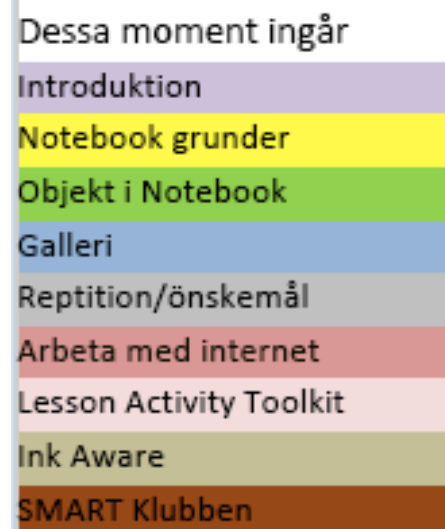 Dessa moment ingår
Introduktion
Notebook grunder
Objekt i Notebook
Galleri
Reptition/önskemål
Arbeta med internet
Lesson Activity Toolkit
Ink Aware
SMART Klubben